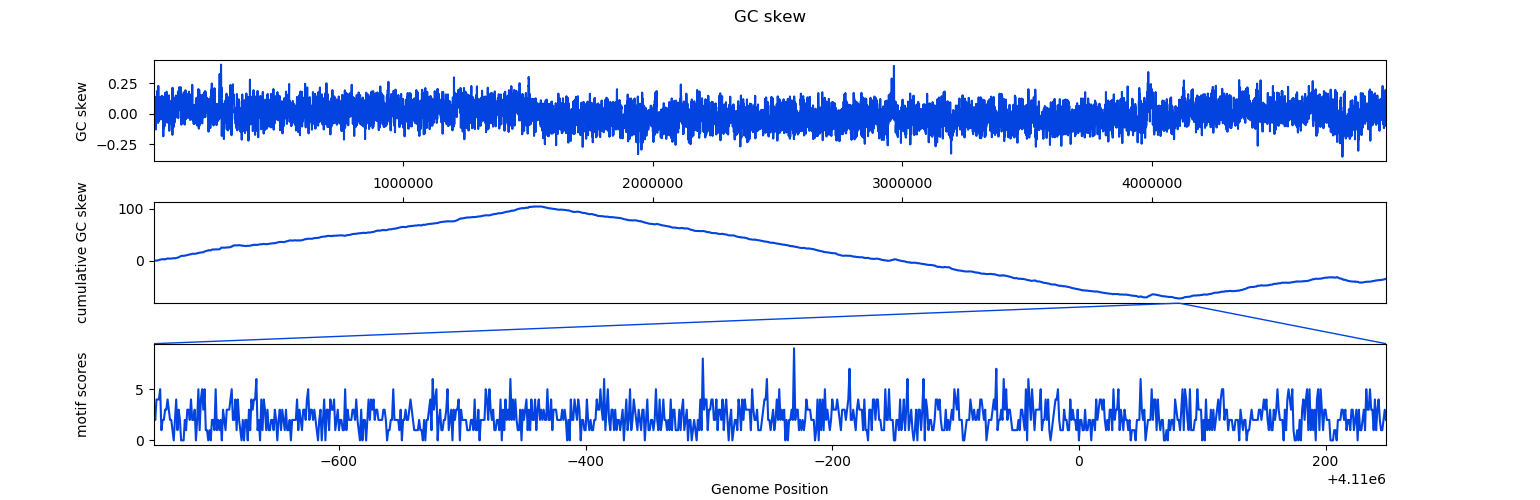 GC skew
GC skew
0.25
0.00
−0.25
1000000 2000000 3000000 4000000
cumulative GC skew
100
0
motif scores
5
0
−600 −400 −200 0 200
+4.11e6
Genome Position